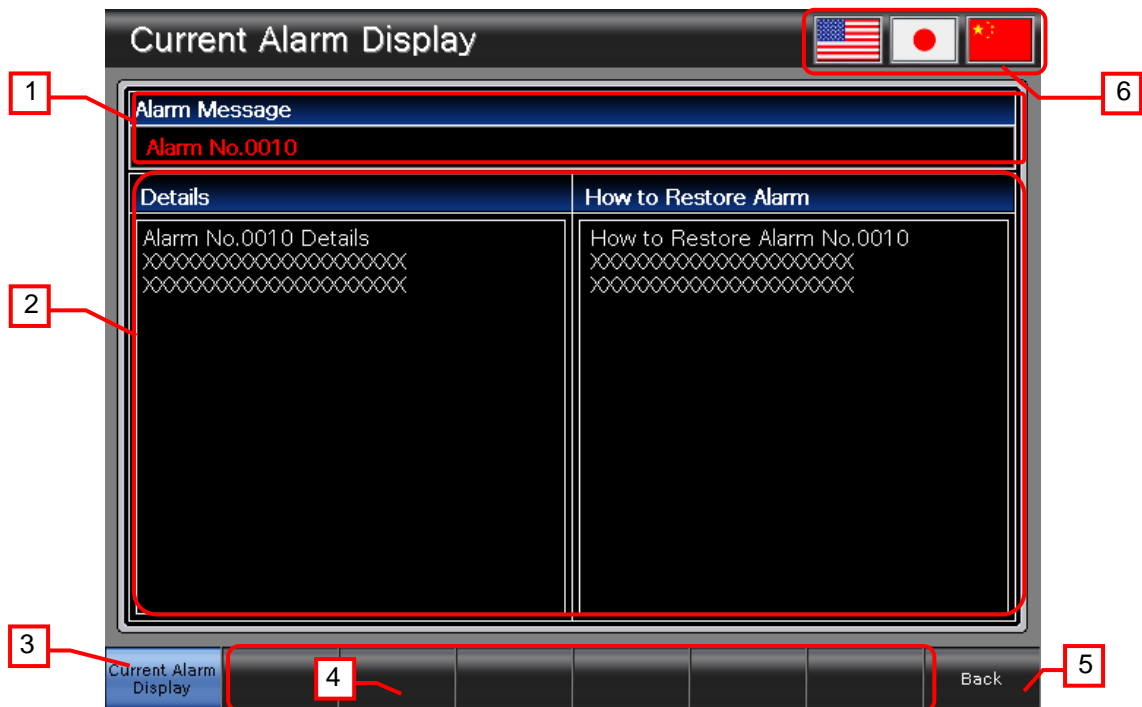 Current Alarm Display
1
6
Alarm Message
Alarm No.0010
Details
How to Restore Alarm
Alarm No.0010 Details
XXXXXXXXXXXXXXXXXXXX
XXXXXXXXXXXXXXXXXXXX
How to Restore Alarm No.0010
XXXXXXXXXXXXXXXXXXXX
XXXXXXXXXXXXXXXXXXXX
2
3
Current Alarm
Display
4
Back
5